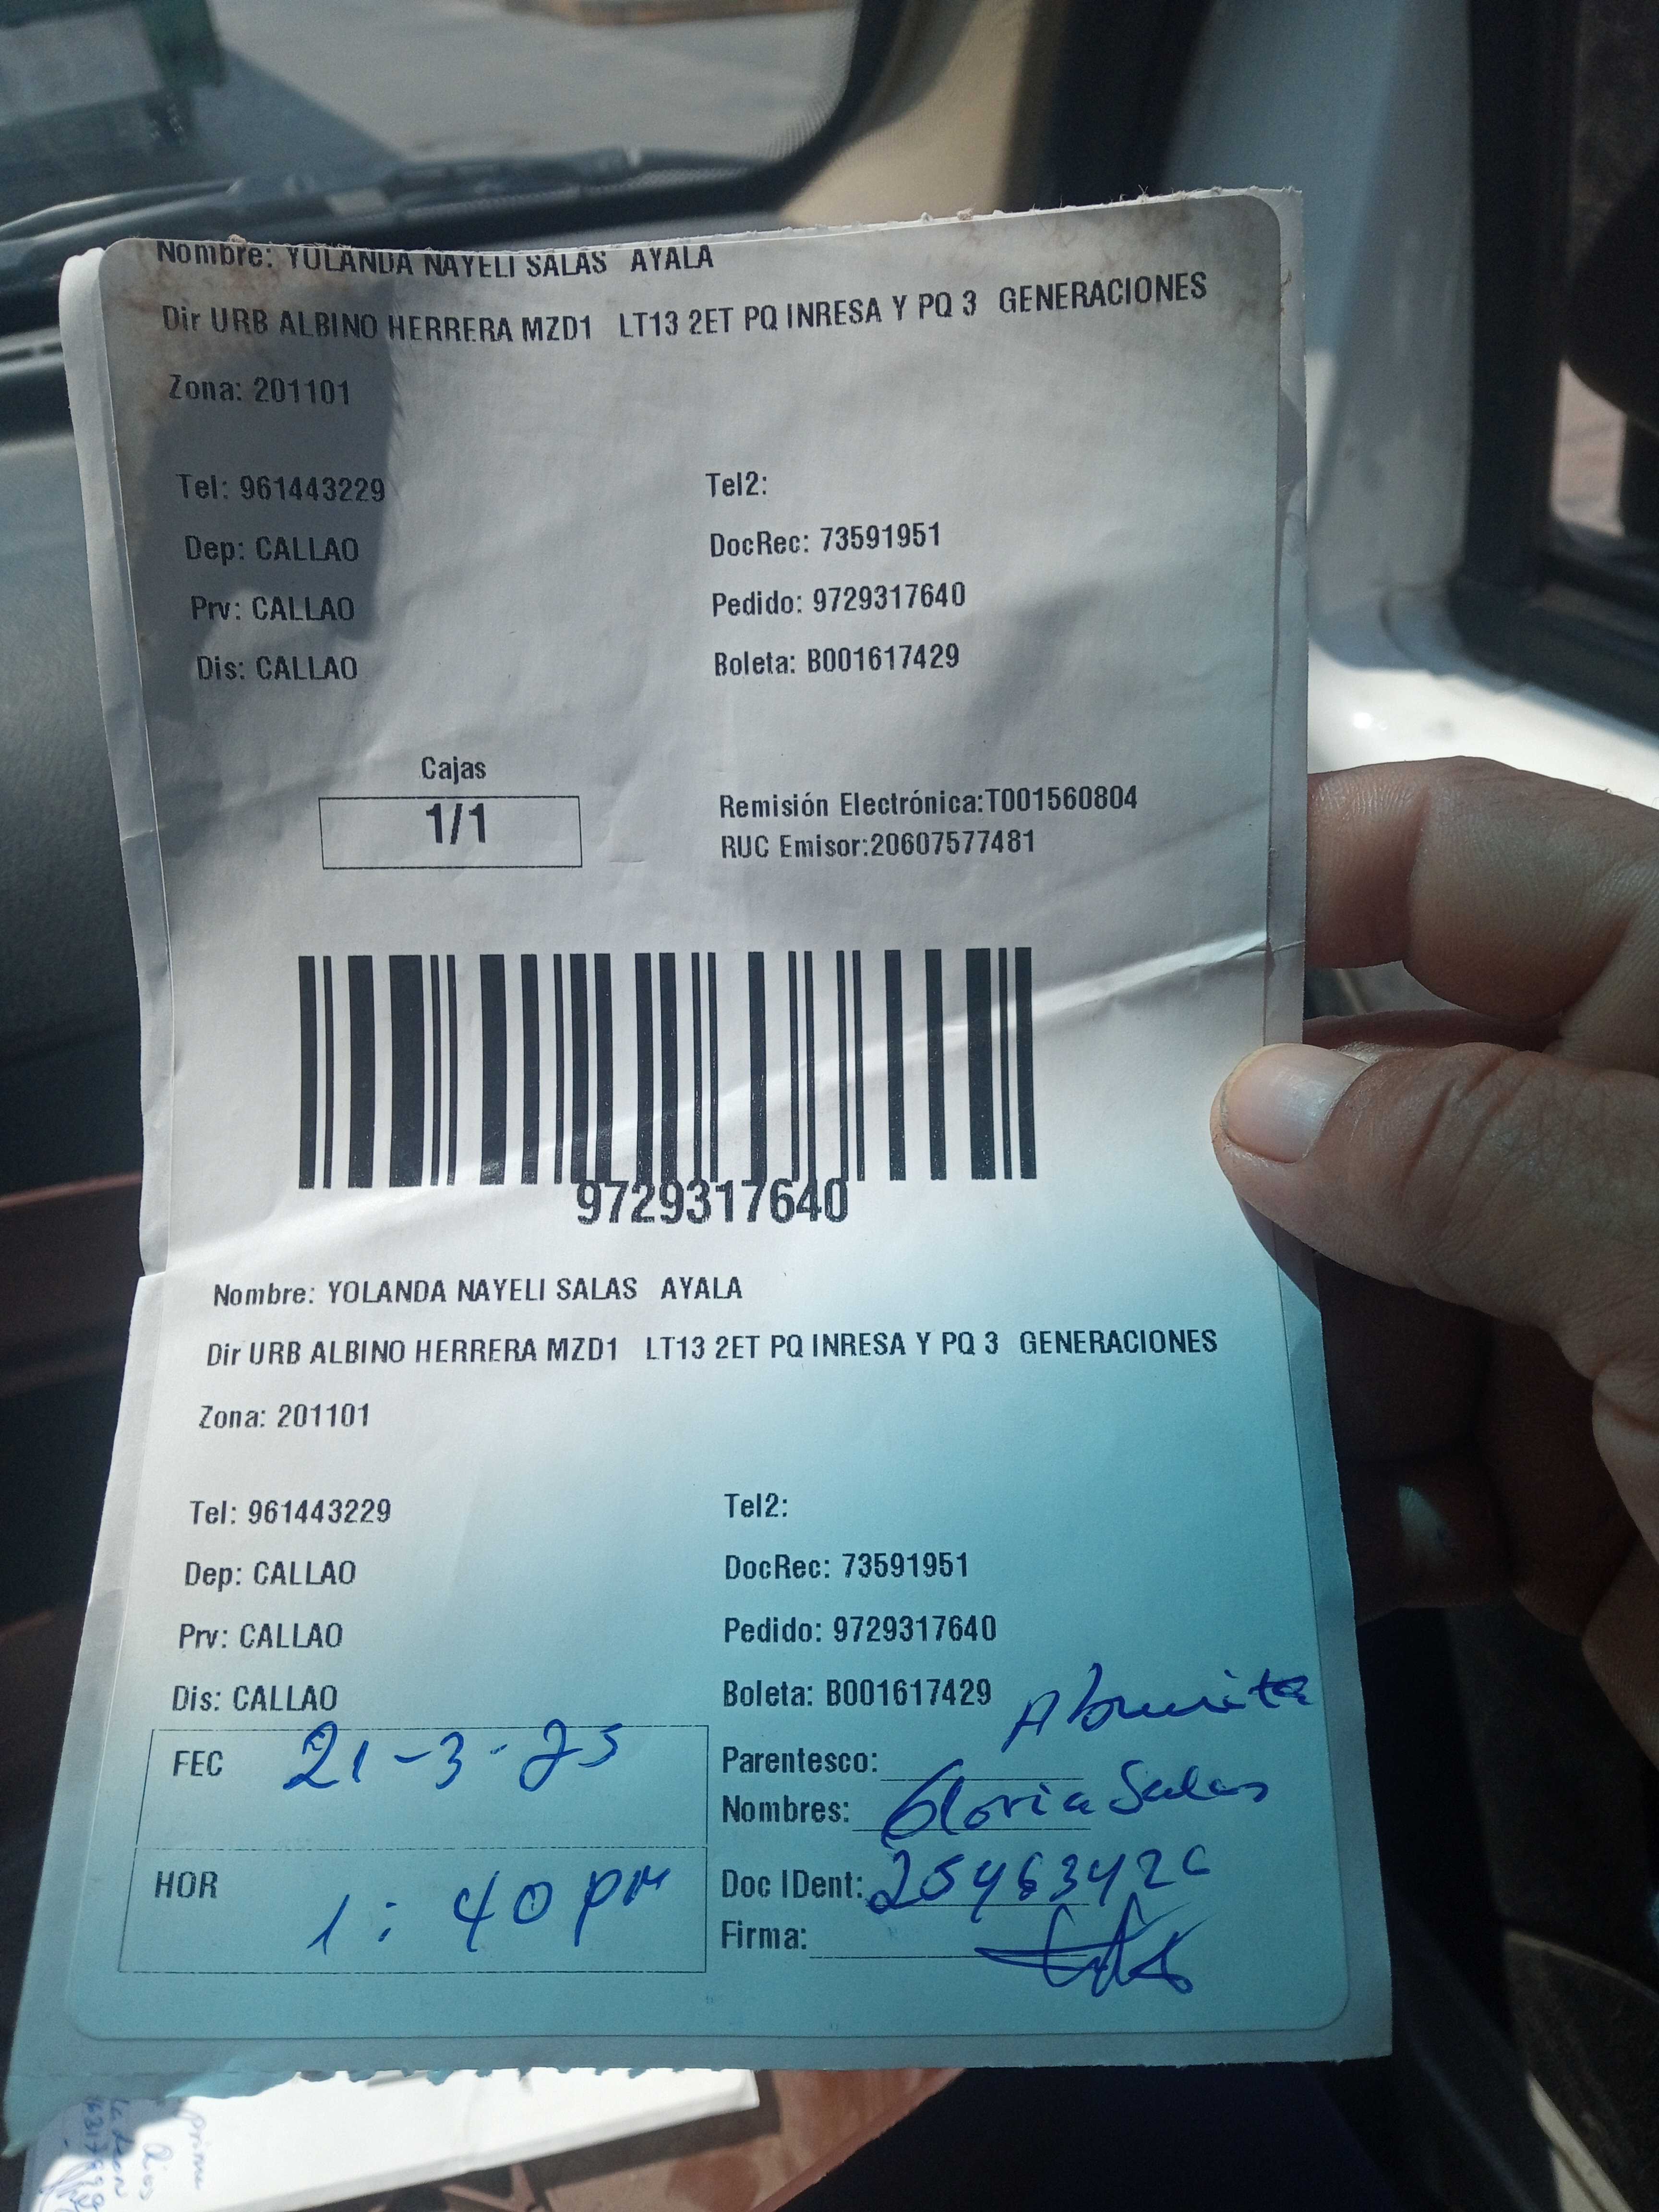 Nombre: YOLANDA NAYELI SALAS AYALA
Dir URB ALBINO HERRERA MZD1 LT13 2ET PQ INRESA Y PQ 3 GENERACIONES
Zona: 201101
Tel: 961443229 Tel2:
Dep: CALLAO DocRec: 73591951
Prv: CALLAO Pedido: 9729317640
Dis: CALLAO Boleta: B001617429
Cajas
1/1
Remisión Electrónica:T001560804
RUC Emisor:20607577481
9729317640
Nombre: YOLANDA NAYELI SALAS AYALA
Dir URB ALBINO HERRERA MZD1 LT13 2ET PQ INRESA Y PQ 3 GENERACIONES
Zona: 201101
Tel: 961443229 Tel2:
Dep: CALLAO DocRec: 73591951
Prv: CALLAO Pedido: 9729317640
Dis: CALLAO Boleta: B001617429
FEC 21-3-25
Parentesco: Abuelita
Nombres: Gloria Salas
HOR 1:40 pm
Doc IDent:
Firma: